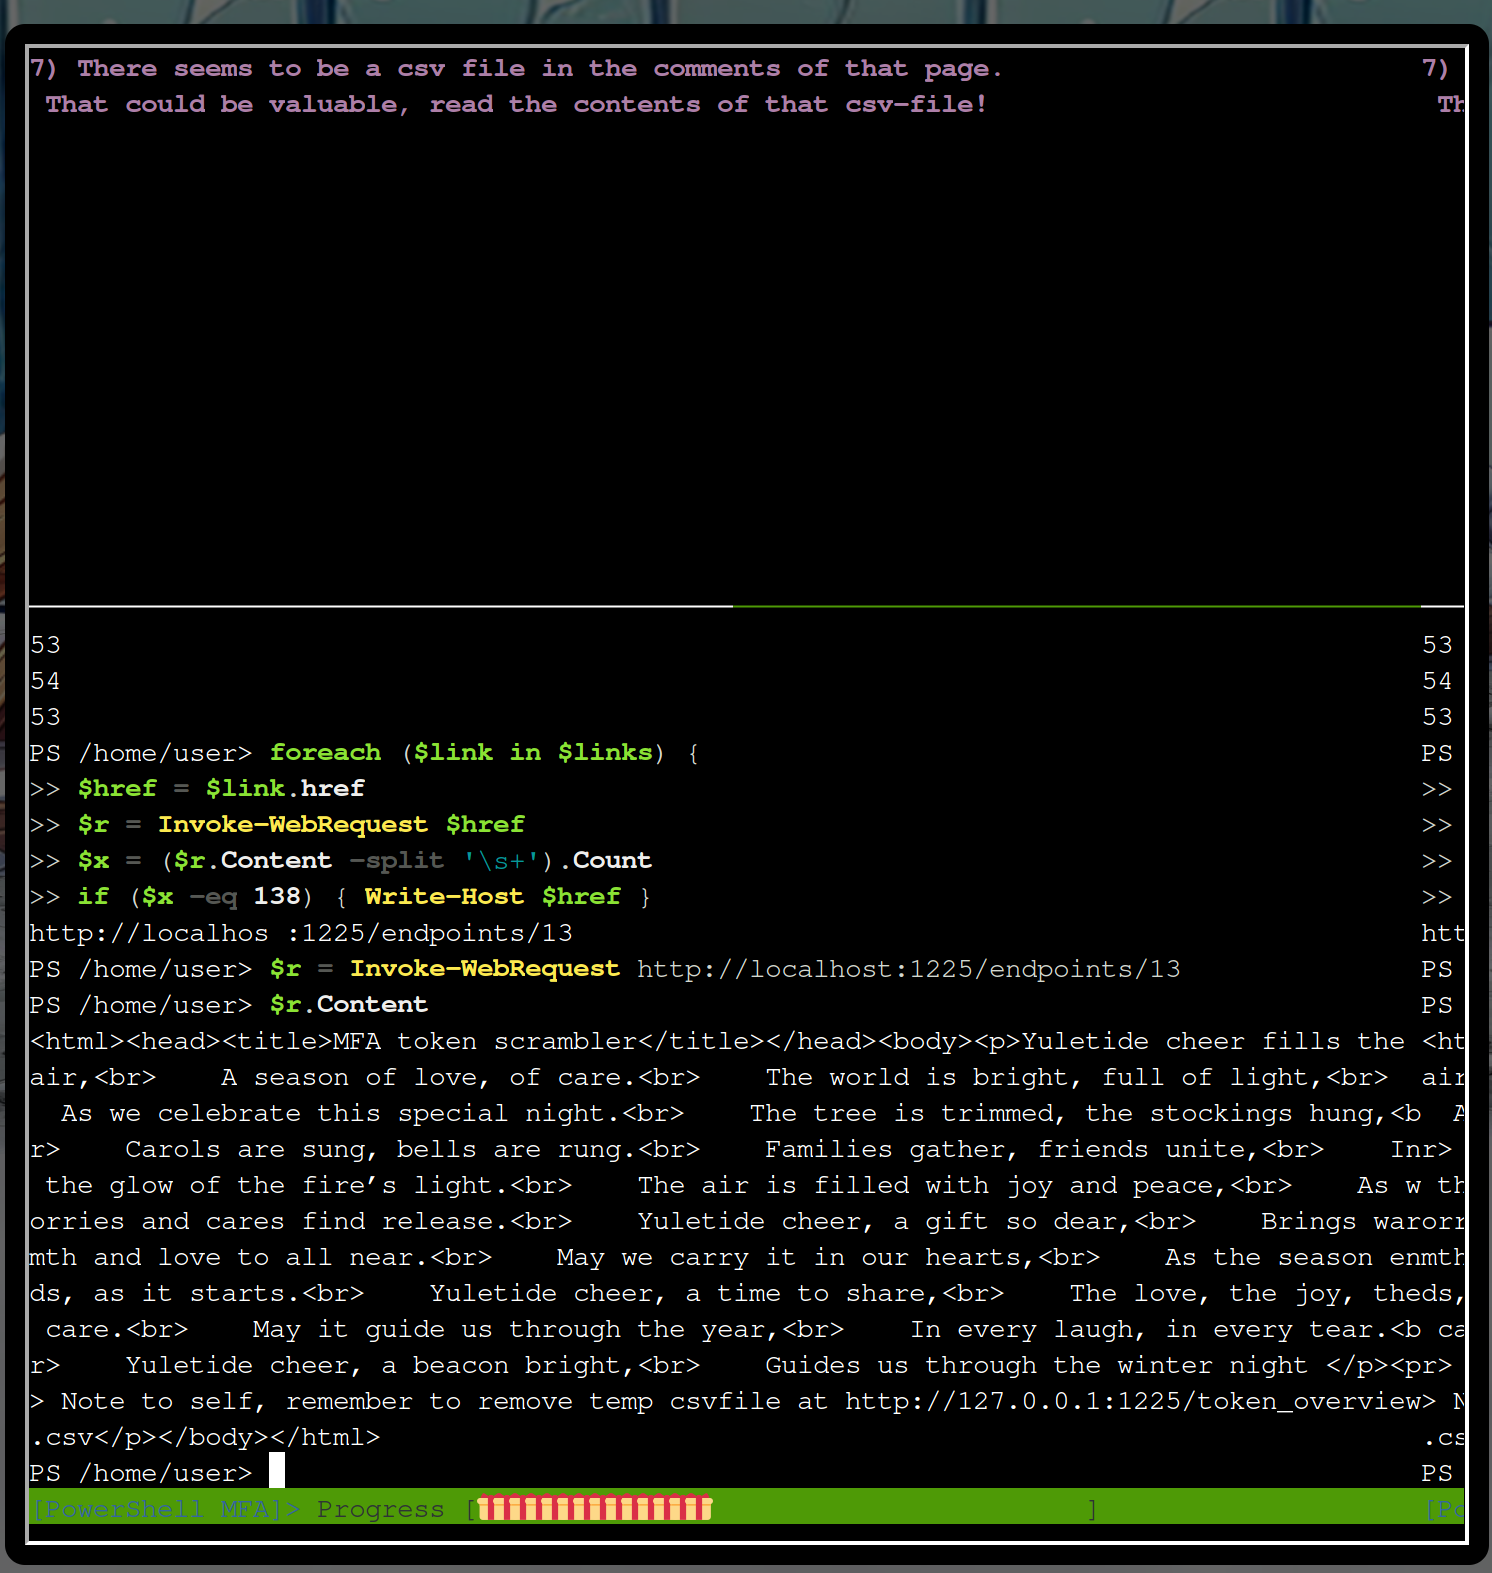 7) There seems to be a csv file in the comments of that page. 7)
That could be valuable, read the contents of that csv-file! Th
53 53
54 54
53 53
PS /home/user> foreach ($link in $links) { PS
>> $href = $link.href >>
>> $r = Invoke-WebRequest $href >>
>> $x = ($r.Content -split '\s+').Count >>
>> if ($x -eq 138) { Write-Host $href } >>
http://localhos :1225/endpoints/13 htt
PS /home/user> $r = Invoke-WebRequest http://localhost:1225/endpoints/13 PS
PS /home/user> $r.Content PS
<html><head><title>MFA token scrambler</title></head><body><p>Yuletide cheer fills the <ht
air,<br>    A season of love, of care.<br>    The world is bright, full of light,<br>  air
  As we celebrate this special night.<br>    The tree is trimmed, the stockings hung,<b  A
r>    Carols are sung, bells are rung.<br>    Families gather, friends unite,<br>    Inr>
 the glow of the fire’s light.<br>    The air is filled with joy and peace,<br>    As w th
orries and cares find release.<br>    Yuletide cheer, a gift so dear,<br>    Brings warorr
mth and love to all near.<br>    May we carry it in our hearts,<br>    As the season enmth
ds, as it starts.<br>    Yuletide cheer, a time to share,<br>    The love, the joy, theds,
 care.<br>    May it guide us through the year,<br>    In every laugh, in every tear.<b ca
r>    Yuletide cheer, a beacon bright,<br>    Guides us through the winter night </p><pr>
> Note to self, remember to remove temp csvfile at http://127.0.0.1:1225/token_overview> N
.csv</p></body></html> .cs
PS /home/user> PS
[PowerShell MFA]> Progress [ ] [Po